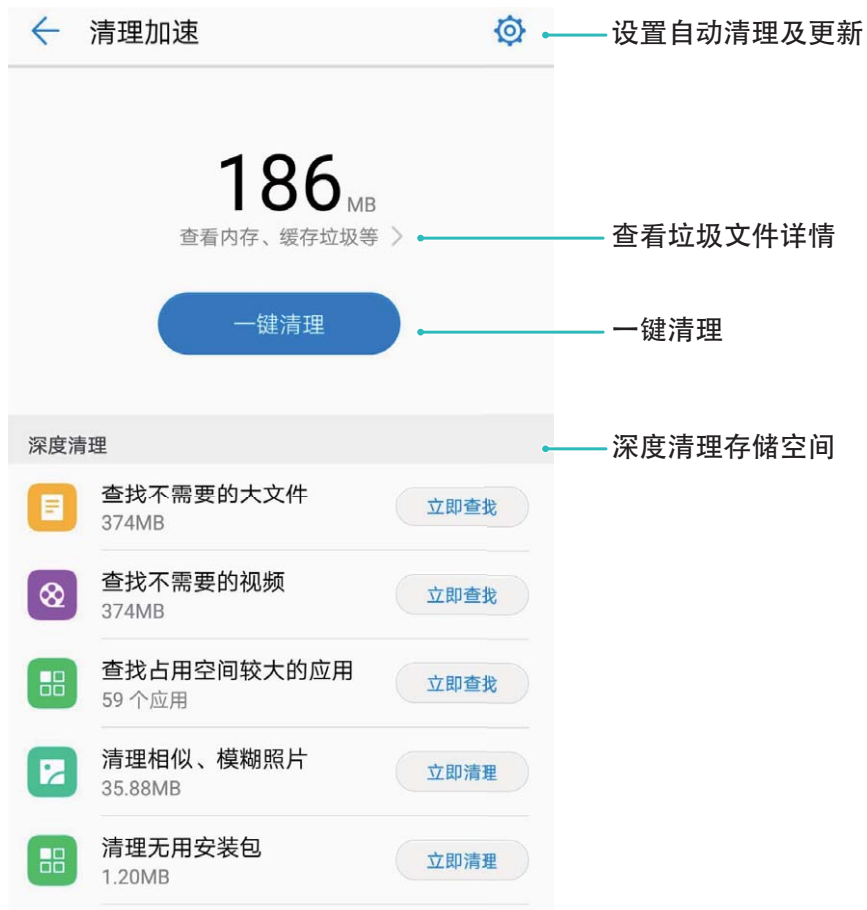 清理加速
设置自动清理及更新
186 MB
查看内存、缓存垃圾等
查看垃圾文件详情
一键清理
一键清理
深度清理
深度清理存储空间
查找不需要的大文件
374MB
立即查找
查找不需要的视频
374MB
立即查找
查找占用空间较大的应用
59 个应用
立即查找
清理相似、模糊照片
35.88MB
立即清理
清理无用安装包
1.20MB
立即清理